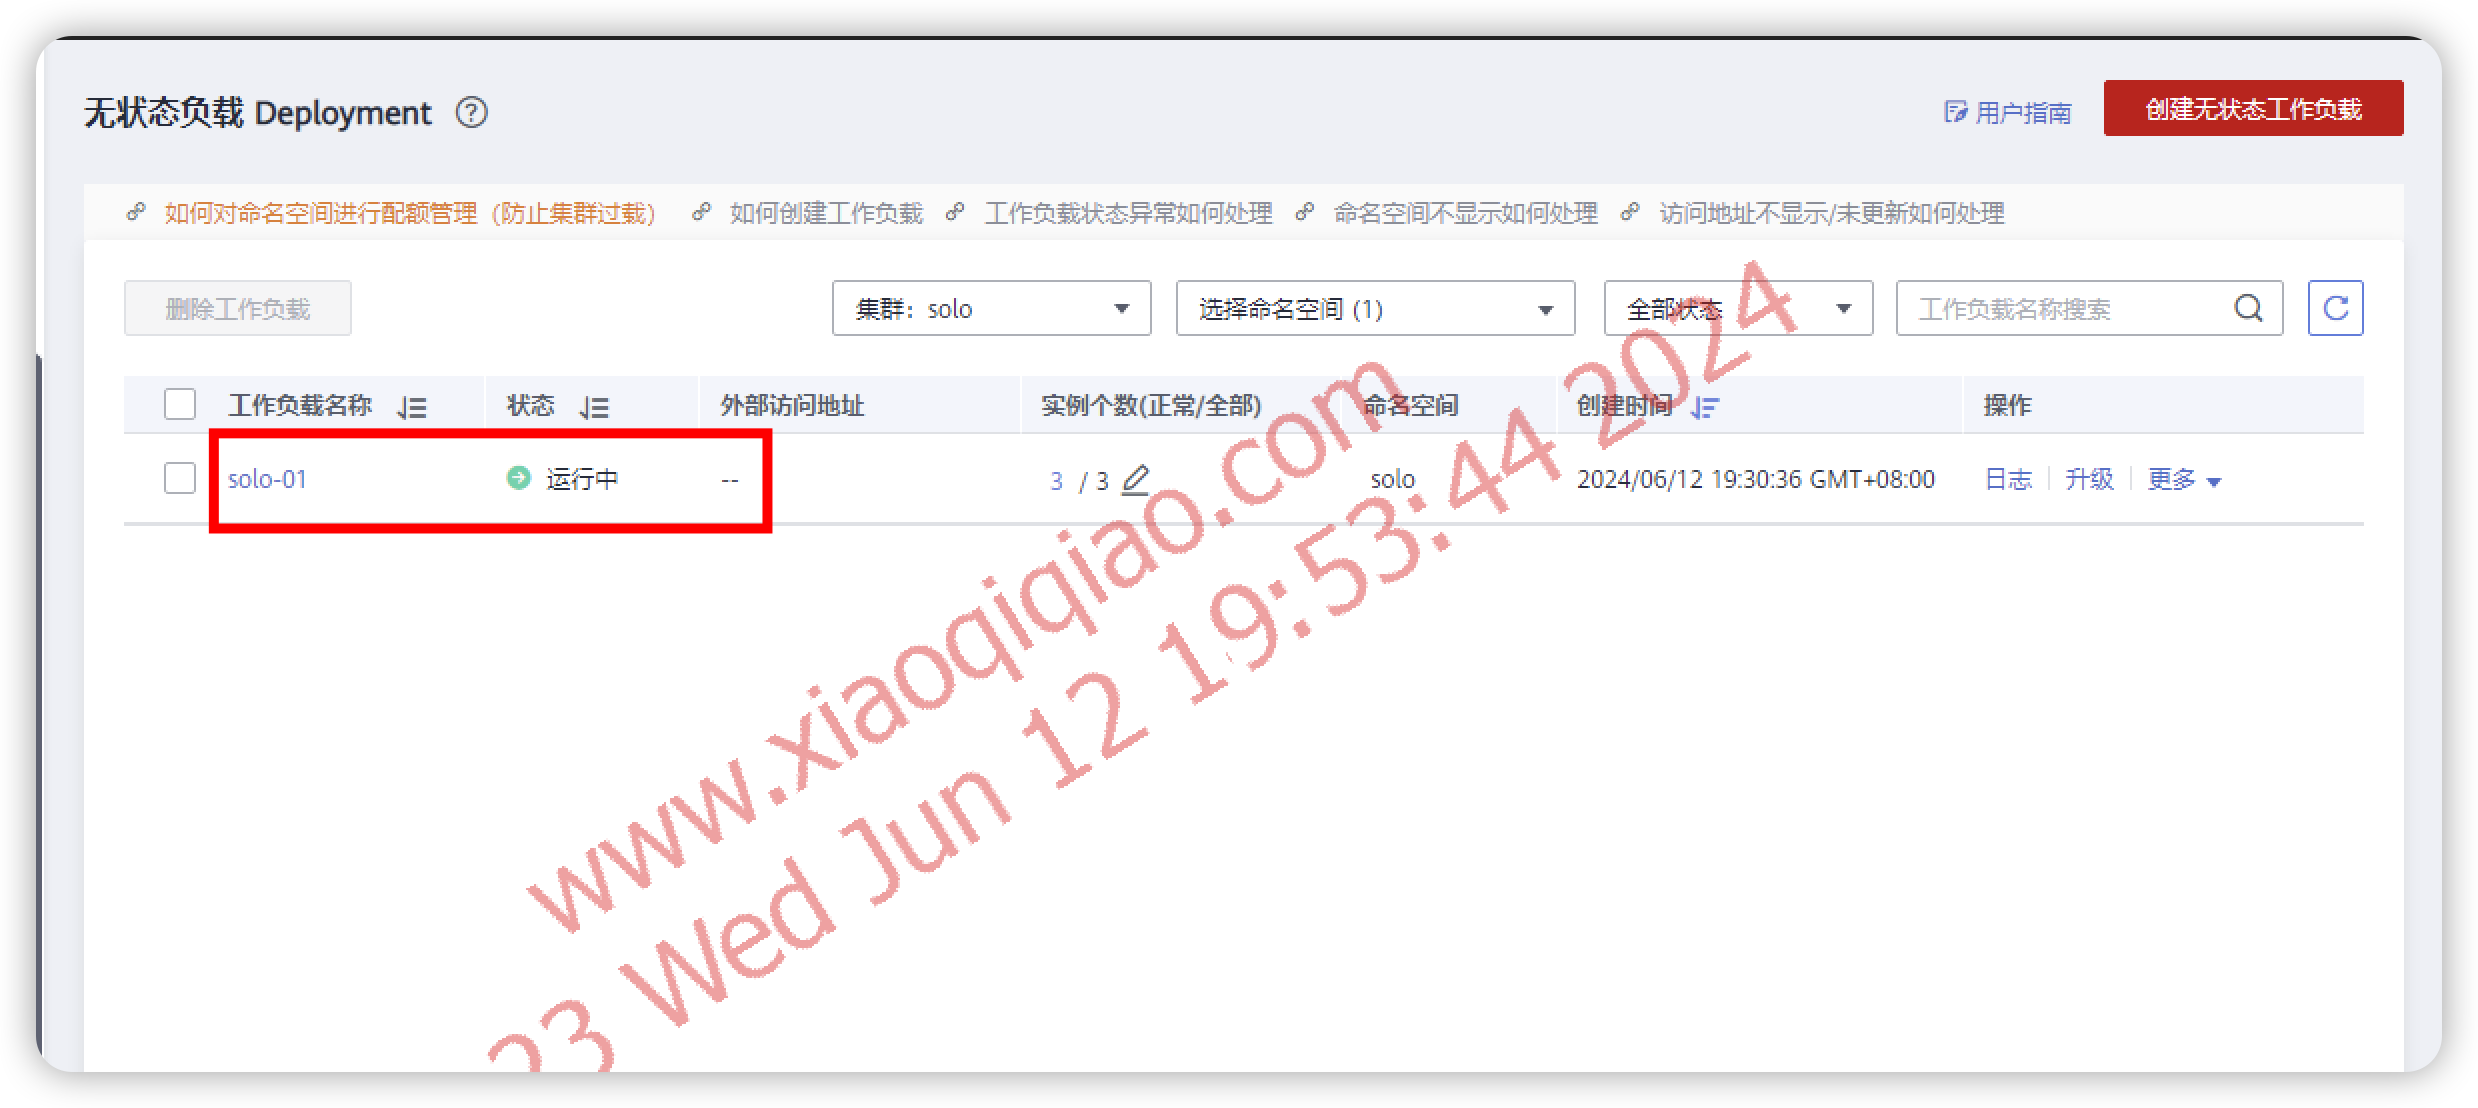 无状态负载 Deployment ?
用户指南
创建无状态工作负载
如何对命名空间进行配额管理（防止集群过载） 如何创建工作负载 工作负载状态异常如何处理 命名空间不显示如何处理 访问地址不显示/未更新如何处理
删除工作负载 集群：solo 选择命名空间 (1) 全部状态 工作负载名称搜索
工作负载名称 状态 外部访问地址 实例个数(正常/全部) 命名空间 创建时间 操作
solo-01 运行中 -- 3 / 3 solo 2024/06/12 19:30:36 GMT+08:00 日志 升级 更多
www.xiaoqiqiao.com
23 Wed Jun 12 19:53:44 2024